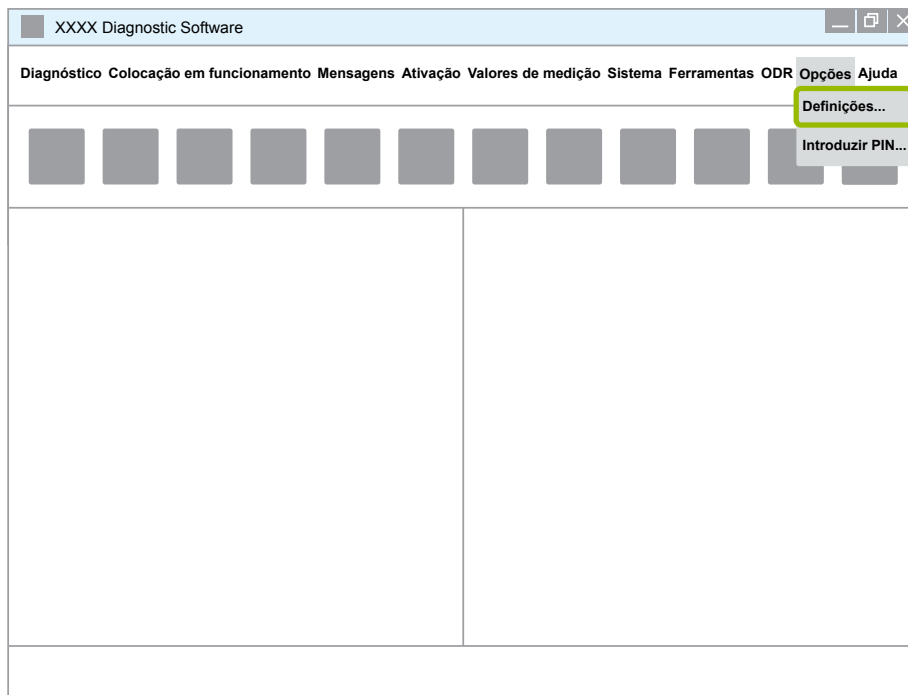 XXXX Diagnostic Software
Diagnóstico Colocação em funcionamento Mensagens Ativação Valores de medição Sistema Ferramentas ODR Opções Ajuda
Definições...
Introduzir PIN...